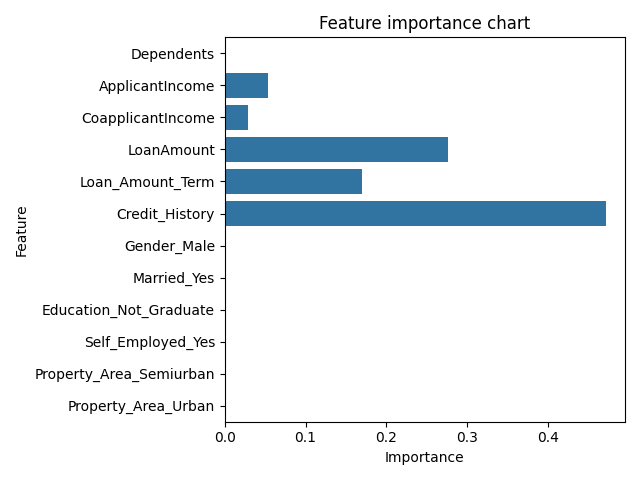 Feature importance chart
Dependents
ApplicantIncome
CoapplicantIncome
LoanAmount
Loan_Amount_Term
Credit_History
Gender_Male
Married_Yes
Education_Not_Graduate
Self_Employed_Yes
Property_Area_Semiurban
Property_Area_Urban
Feature
0.0 0.1 0.2 0.3 0.4
Importance